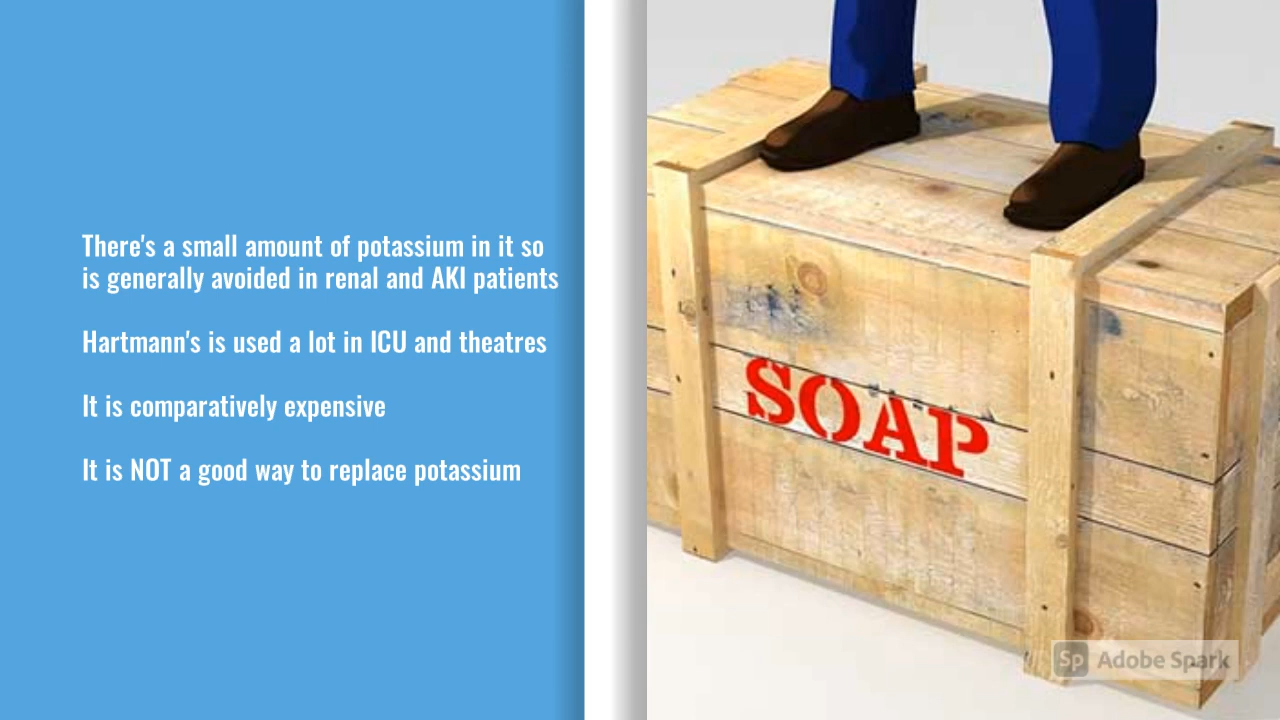 There's a small amount of potassium in it so
is generally avoided in renal and AKI patients
Hartmann's is used a lot in ICU and theatres
It is comparatively expensive
It is NOT a good way to replace potassium
SOAP
Sp Adobe Spark